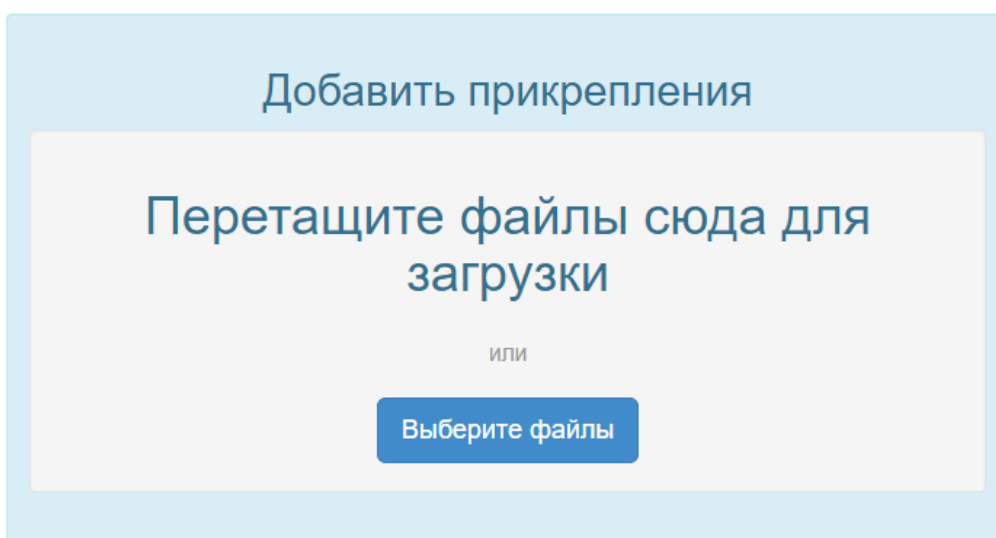 Добавить прикрепления
Перетащите файлы сюда для
загрузки
или
Выберите файлы